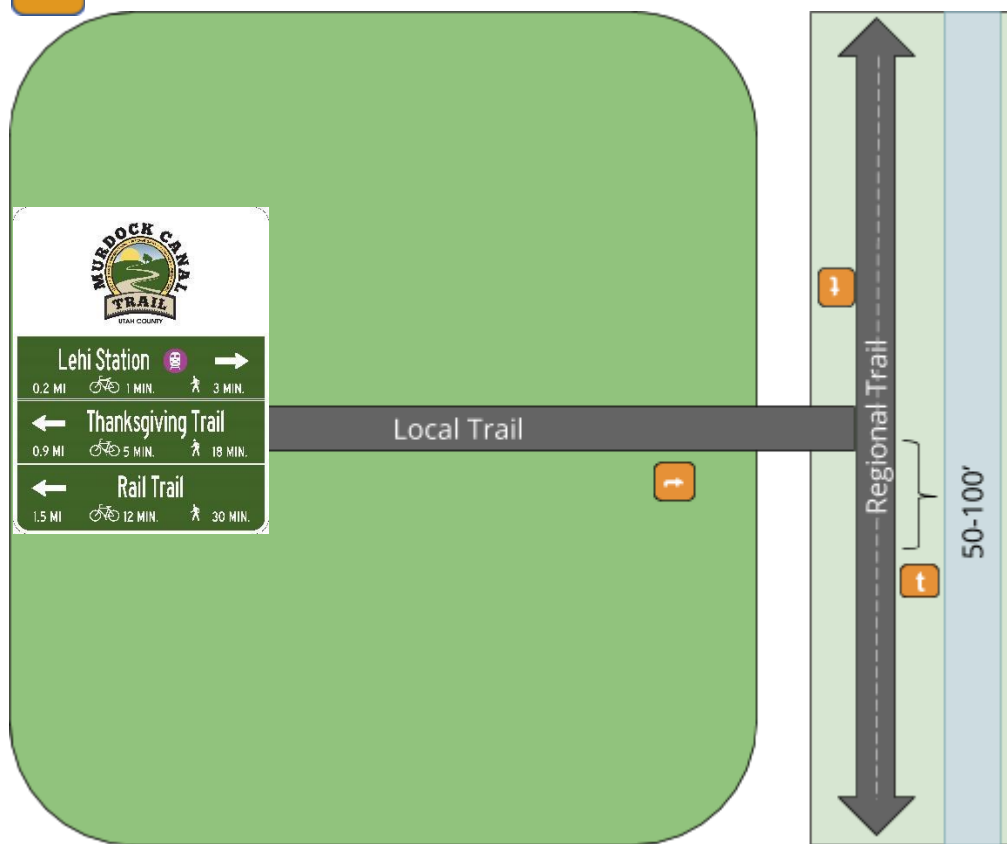 MURDOCK CANAL
TRAIL
UTAH COUNTY
Lehi Station
0.2 MI 1 MIN. 3 MIN.
Thanksgiving Trail
0.9 MI 5 MIN. 18 MIN.
Rail Trail
1.5 MI 12 MIN. 30 MIN.
Local Trail
t
t
Regional Trail
t
50-100'